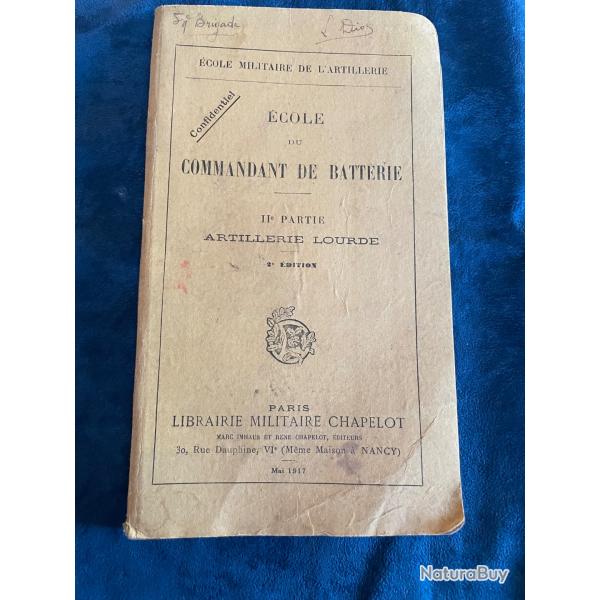 Brigade
ÉCOLE MILITAIRE DE L'ARTILLERIE
Confidentiel
ÉCOLE
DU
COMMANDANT DE BATTERIE
IIe PARTIE
ARTILLERIE LOURDE
2e ÉDITION
PARIS
LIBRAIRIE MILITAIRE CHAPELOT
MARC IMHAUS ET RENÉ CHAPELOT, ÉDITEURS
30, Rue Dauphine, VIe (Même Maison à NANCY)
Mai 1917
NaturaBuy